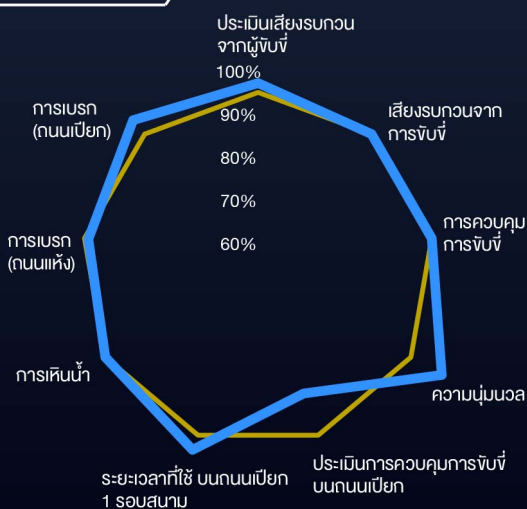 ประเมินเสียงรบกวน
จากผู้ขับขี่
100%
90%
80%
70%
60%
เสียงรบกวนจาก
การขับขี่
การควบคุม
การขับขี่
ความนุ่มนวล
ประเมินการควบคุมการขับขี่
บนถนนเปียก
ระยะเวลาที่ใช้ บนถนนเปียก
1 รอบสนาม
การเหินน้ำ
การเบรก
(ถนนแห้ง)
การเบรก
(ถนนเปียก)